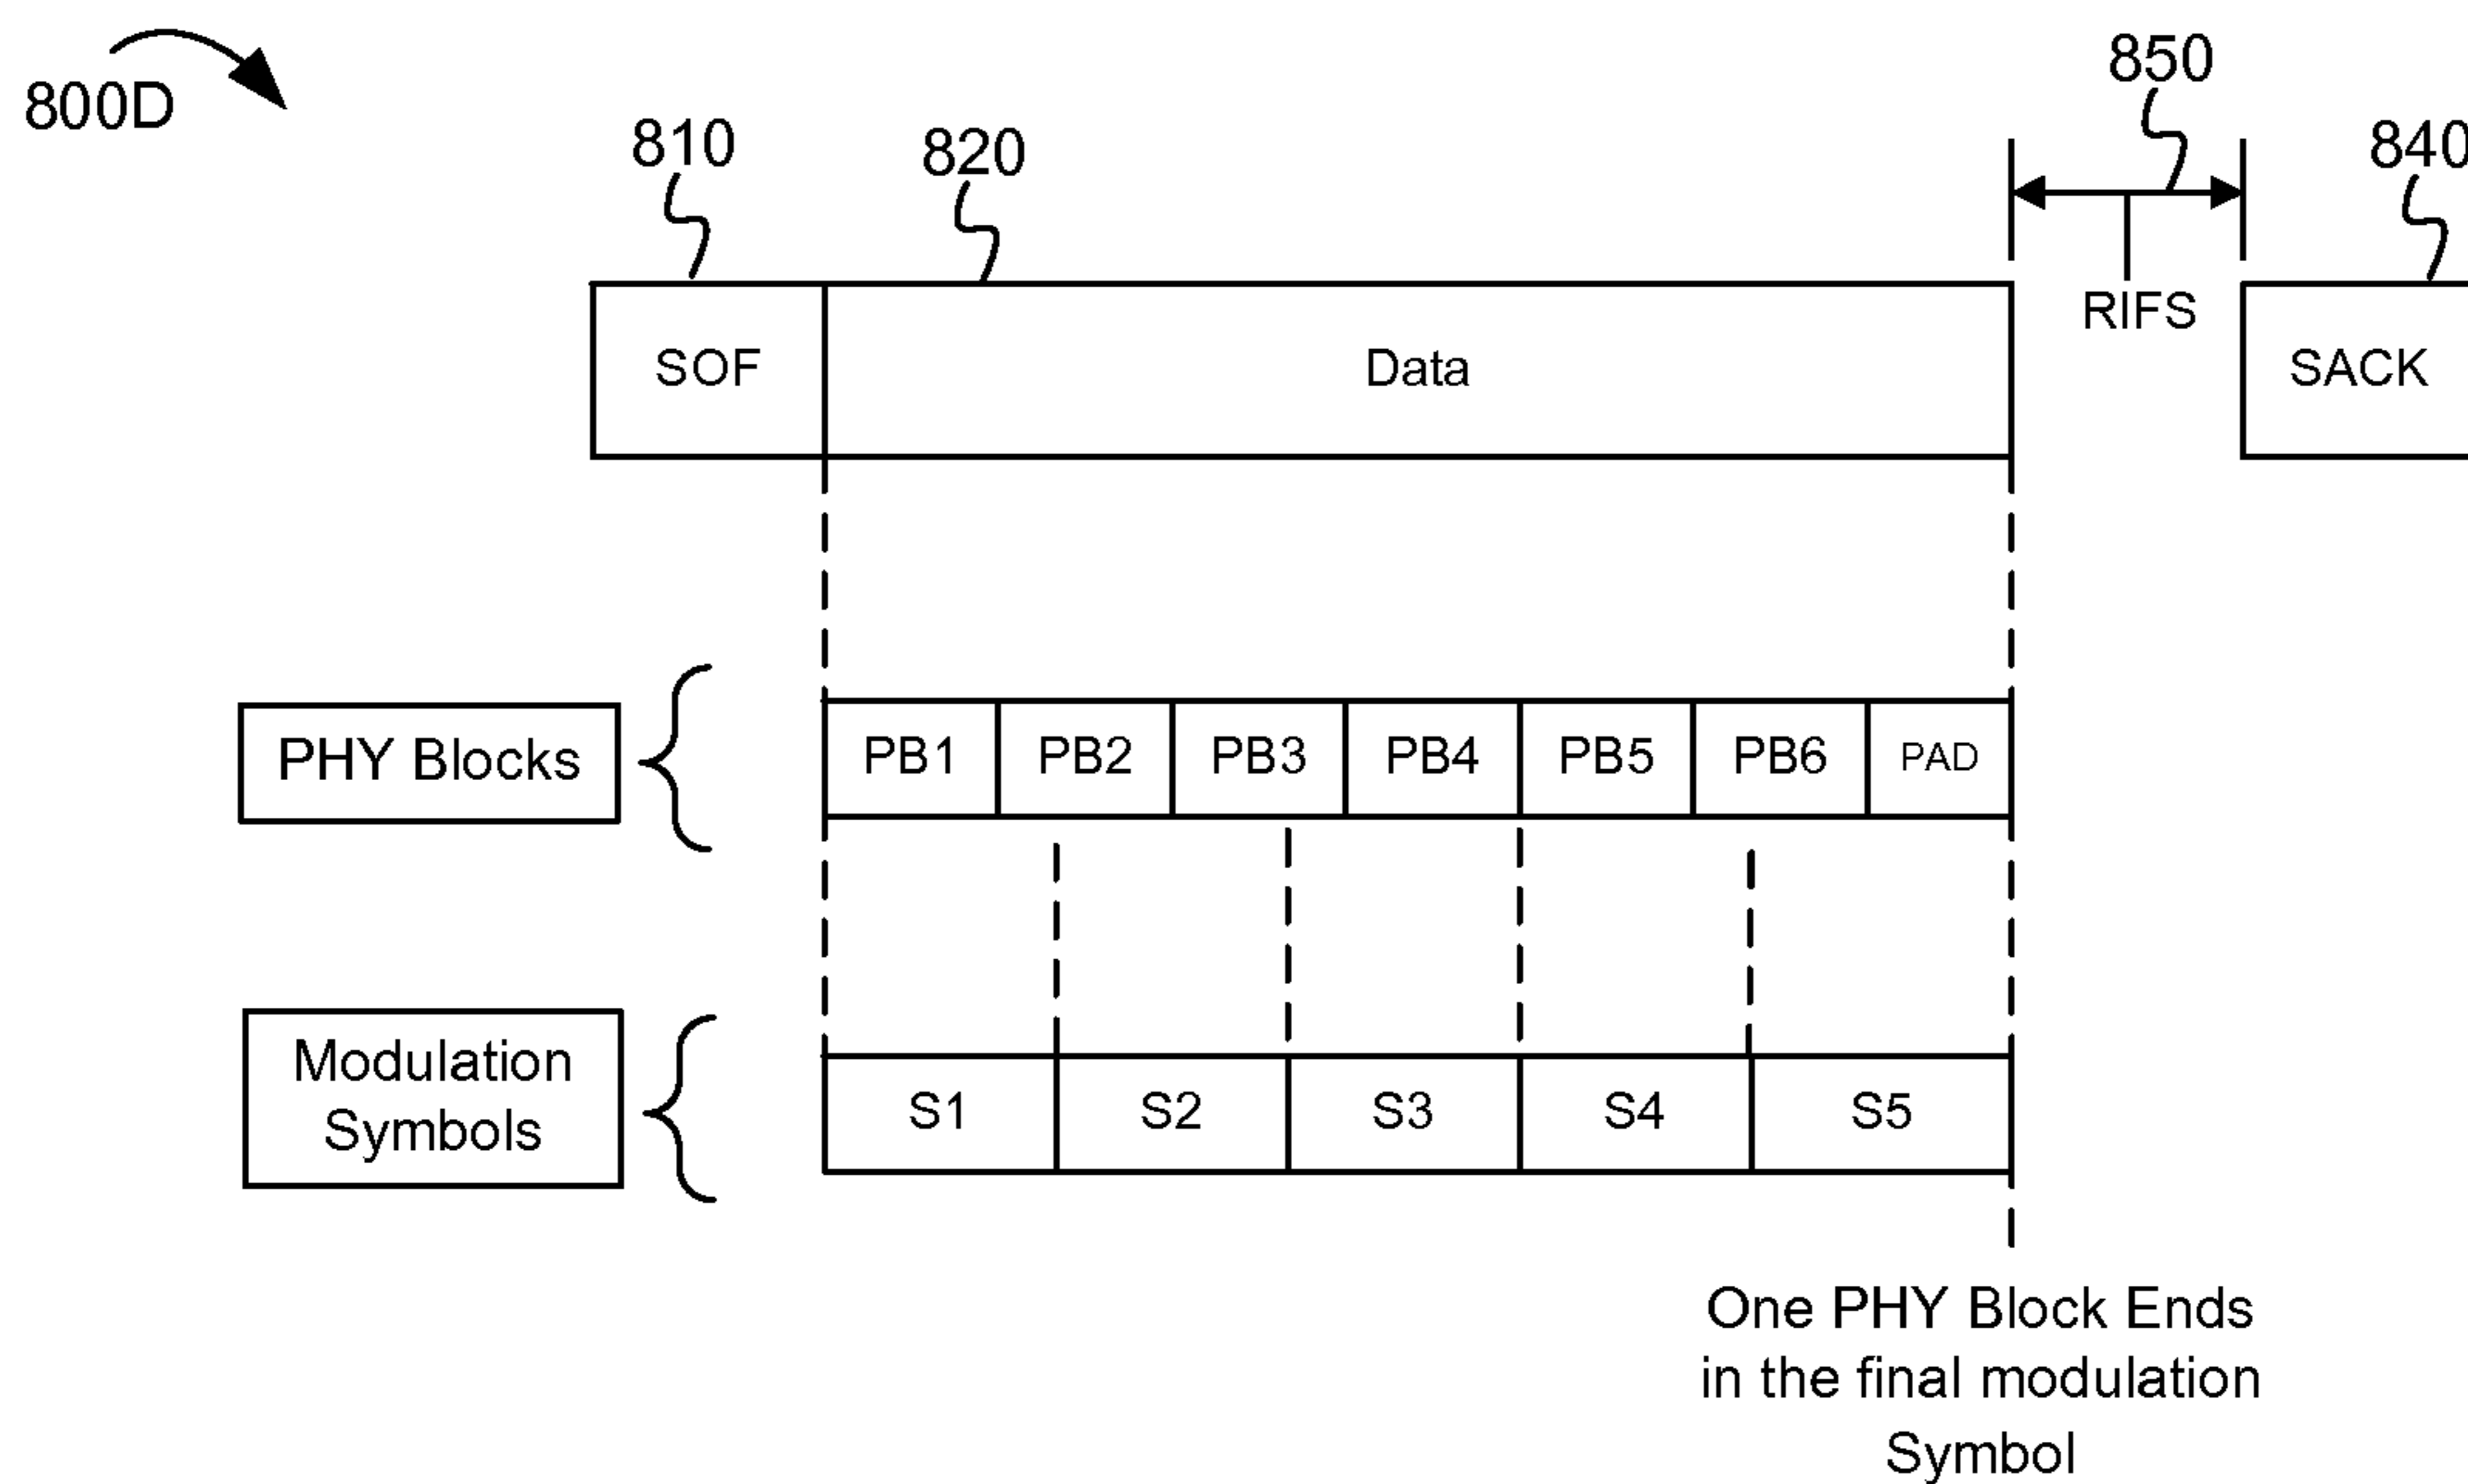 800D
810
820
850
840
SOF
Data
RIFS
SACK
PHY Blocks
PB1
PB2
PB3
PB4
PB5
PB6
PAD
Modulation
Symbols
S1
S2
S3
S4
S5
One PHY Block Ends
in the final modulation
Symbol